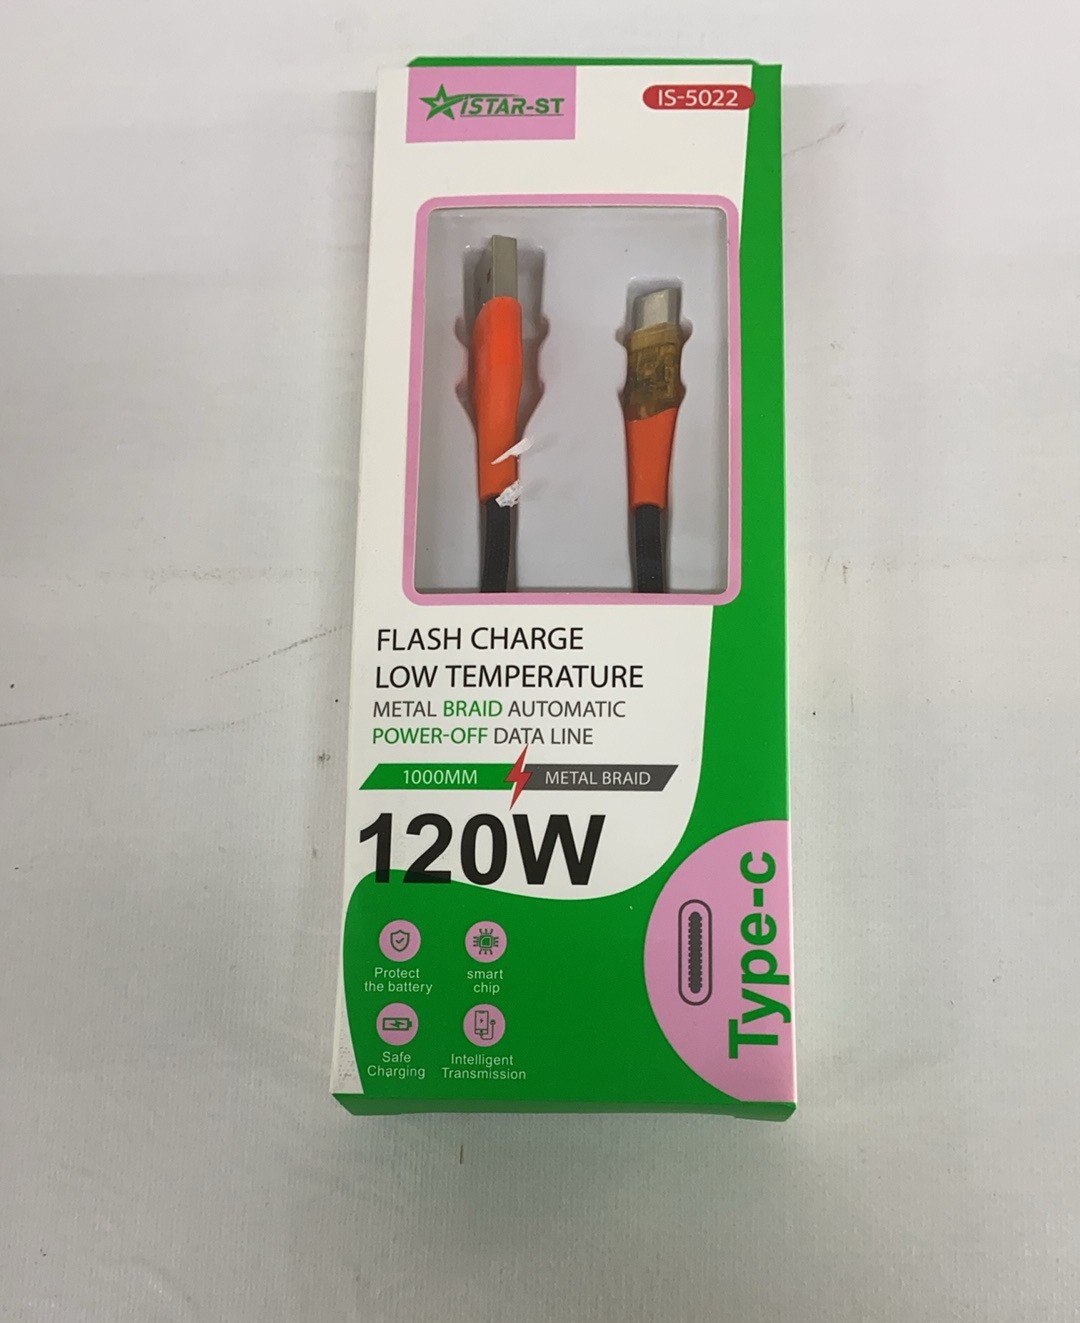 ISTAR-ST
IS-5022
FLASH CHARGE
LOW TEMPERATURE
METAL BRAID AUTOMATIC
POWER-OFF DATA LINE
1000MM METAL BRAID
120W
Type-c
Protect
the battery
smart
chip
Safe
Charging
Intelligent
Transmission